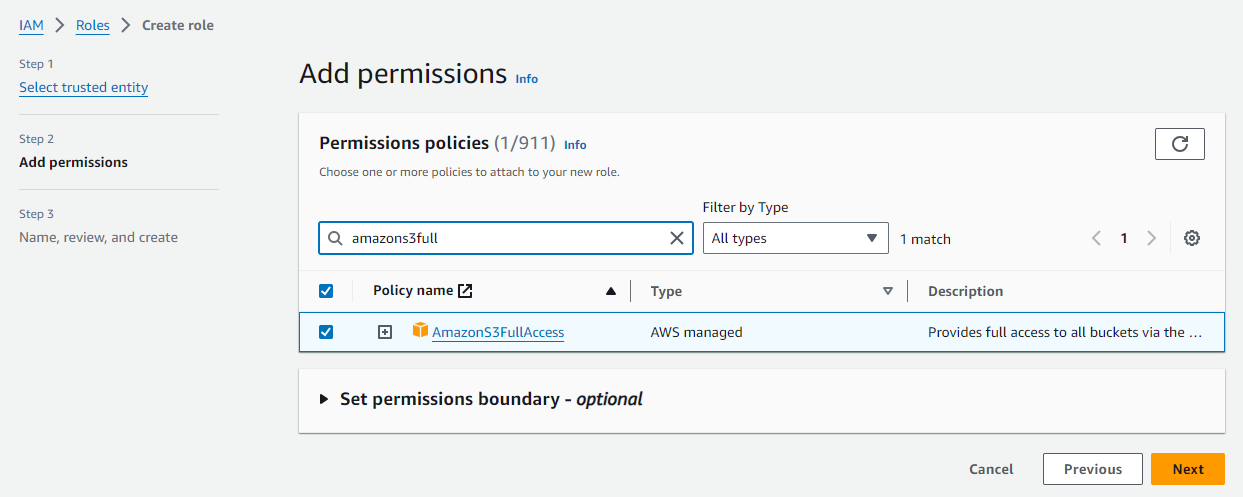 IAM > Roles > Create role
Step 1
Select trusted entity
Step 2
Add permissions
Step 3
Name, review, and create
Add permissions Info
Permissions policies (1/911) Info
Choose one or more policies to attach to your new role.
Filter by Type
amazons3full All types 1 match 1
Policy name Type Description
AmazonS3FullAccess AWS managed Provides full access to all buckets via the ...
Set permissions boundary - optional
Cancel Previous Next